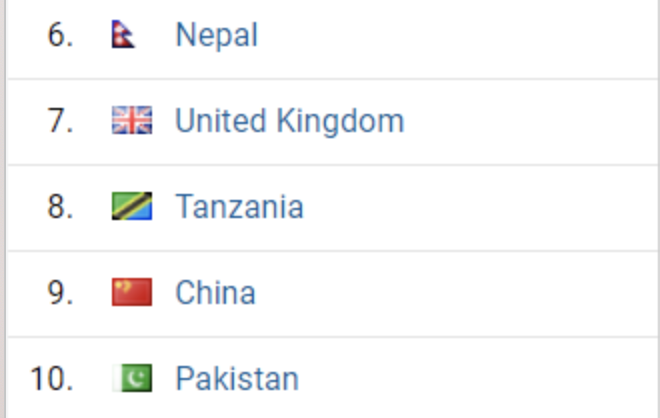 6. Nepal
7. United Kingdom
8. Tanzania
9. China
10. Pakistan